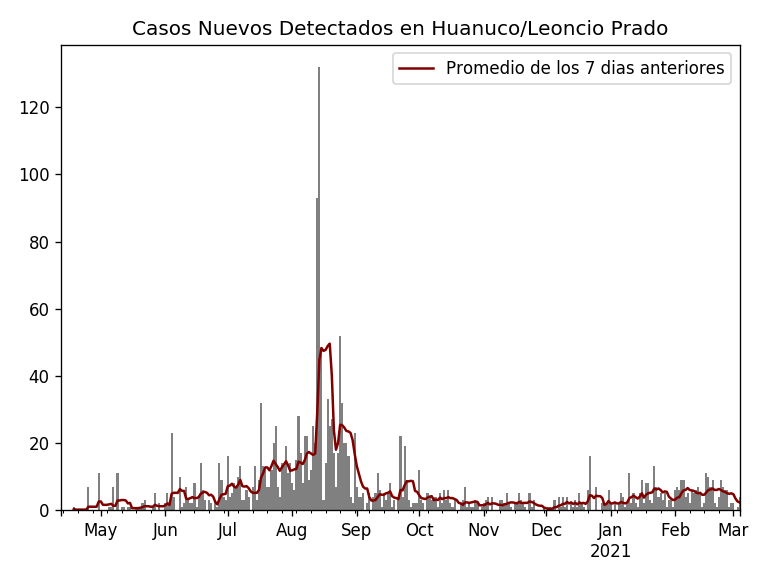 Casos Nuevos Detectados en Huanuco/Leoncio Prado
Promedio de los 7 dias anteriores
120
100
80
60
40
20
0
May Jun Jul Aug Sep Oct Nov Dec Jan Feb Mar
2021